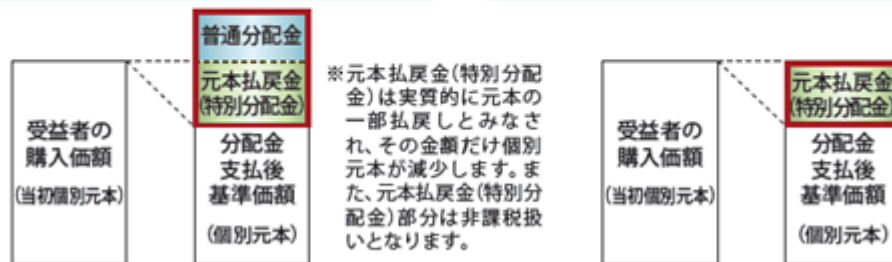 普通分配金
元本払戻金
(特別分配金)
受益者の
購入価額
(当初個別元本)
分配金
支払後
基準価額
(個別元本)
※元本払戻金(特別分配
金)は実質的に元本の
一部払戻しとみなさ
れ、その金額だけ個別
元本が減少します。ま
た、元本払戻金(特別分
配金)部分は非課税扱
いとなります。
受益者の
購入価額
(当初個別元本)
元本払戻金
(特別分配金)
分配金
支払後
基準価額
(個別元本)